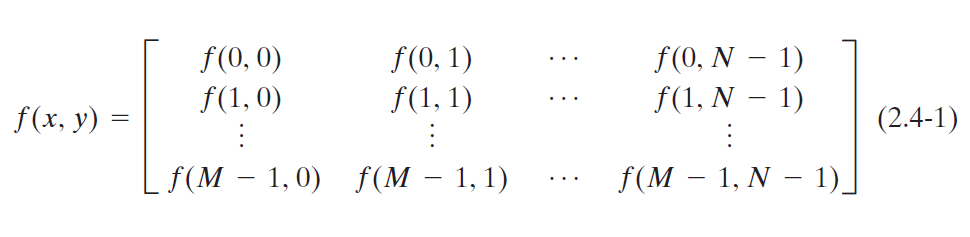 f(0, 0) f(0, 1) ··· f(0, N − 1)
f(1, 0) f(1, 1) ··· f(1, N − 1)
f(x, y) = (2.4-1)
⋮ ⋮ ⋮
f(M − 1, 0) f(M − 1, 1) ··· f(M − 1, N − 1)